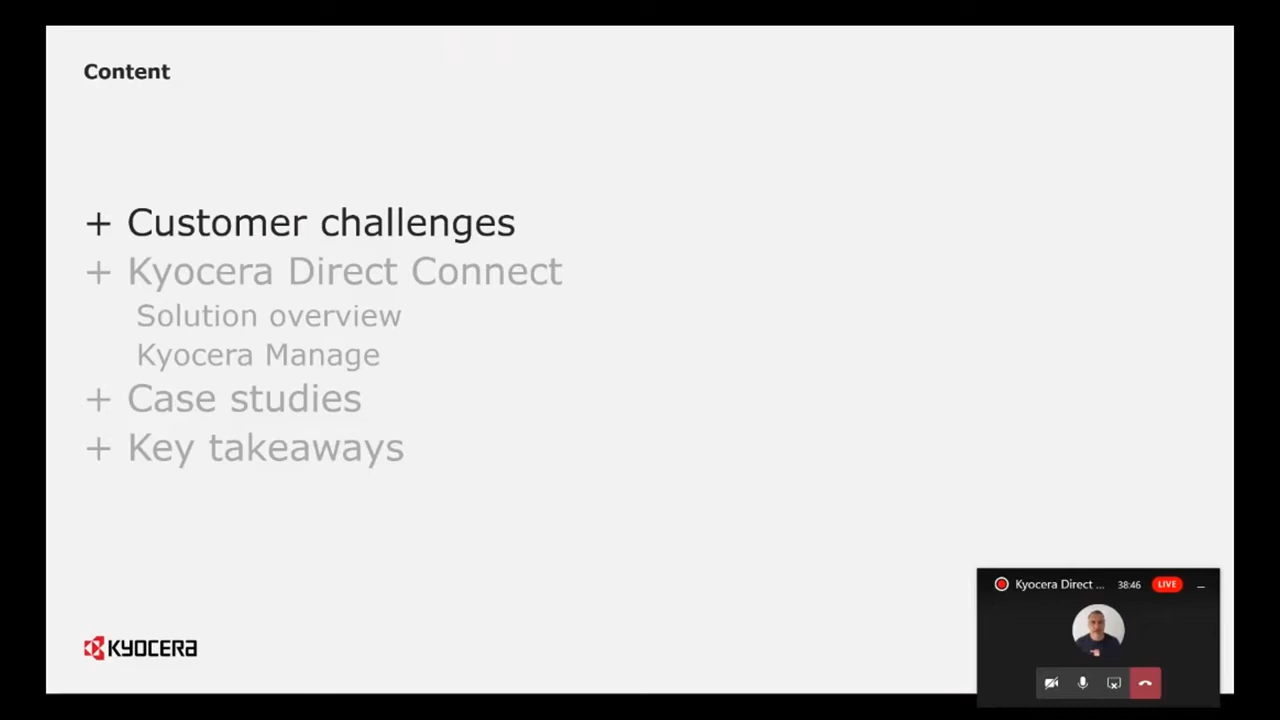 Content
+ Customer challenges
+ Kyocera Direct Connect
Solution overview
Kyocera Manage
+ Case studies
+ Key takeaways
KYOCERA
Kyocera Direct ... 38:46 LIVE